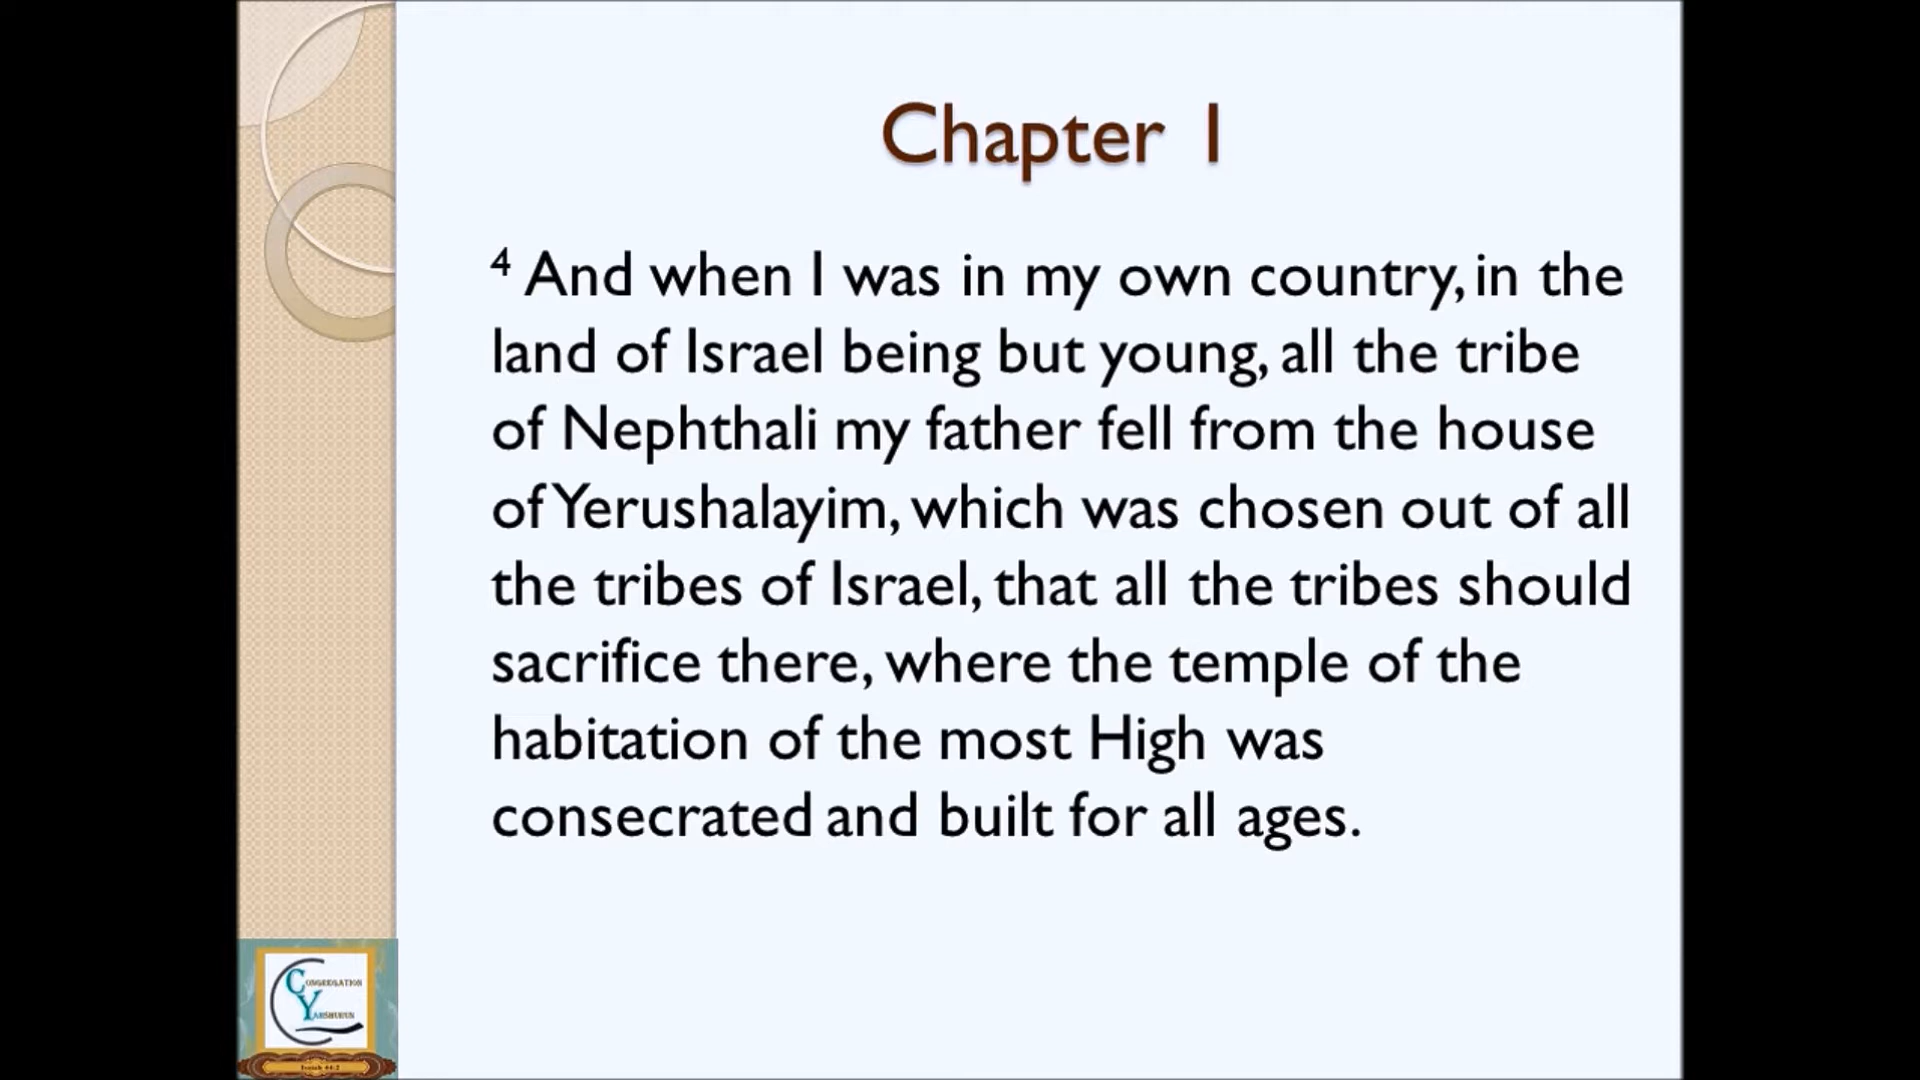 Chapter 1
4 And when I was in my own country, in the
land of Israel being but young, all the tribe
of Nephthali my father fell from the house
of Yerushalayim, which was chosen out of all
the tribes of Israel, that all the tribes should
sacrifice there, where the temple of the
habitation of the most High was
consecrated and built for all ages.
CONGREGATION
YAHSHURUN
Isaiah 44:2